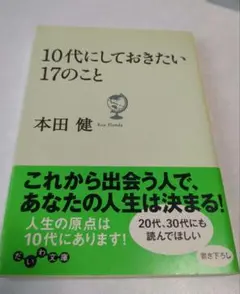 10代にしておきたい
17のこと
本田 健
Ken Honda
これから出会う人で、
あなたの人生は決まる!
人生の原点は
10代にあります!
20代、30代にも
読んでほしい
だいわ文庫
書き下ろし